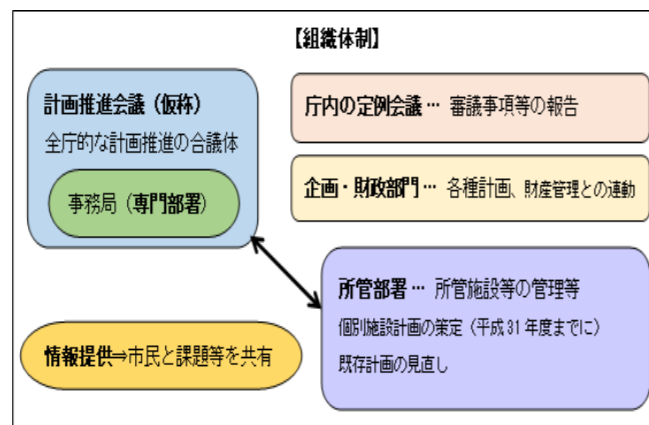 【組織体制】
計画推進会議（仮称）
全庁的な計画推進の合議体
事務局（専門部署）
庁内の定例会議… 審議事項等の報告
企画・財政部門… 各種計画、財産管理との連動
所管部署… 所管施設等の管理等
個別施設計画の策定（平成31年度までに）
既存計画の見直し
情報提供⇒市民と課題等を共有